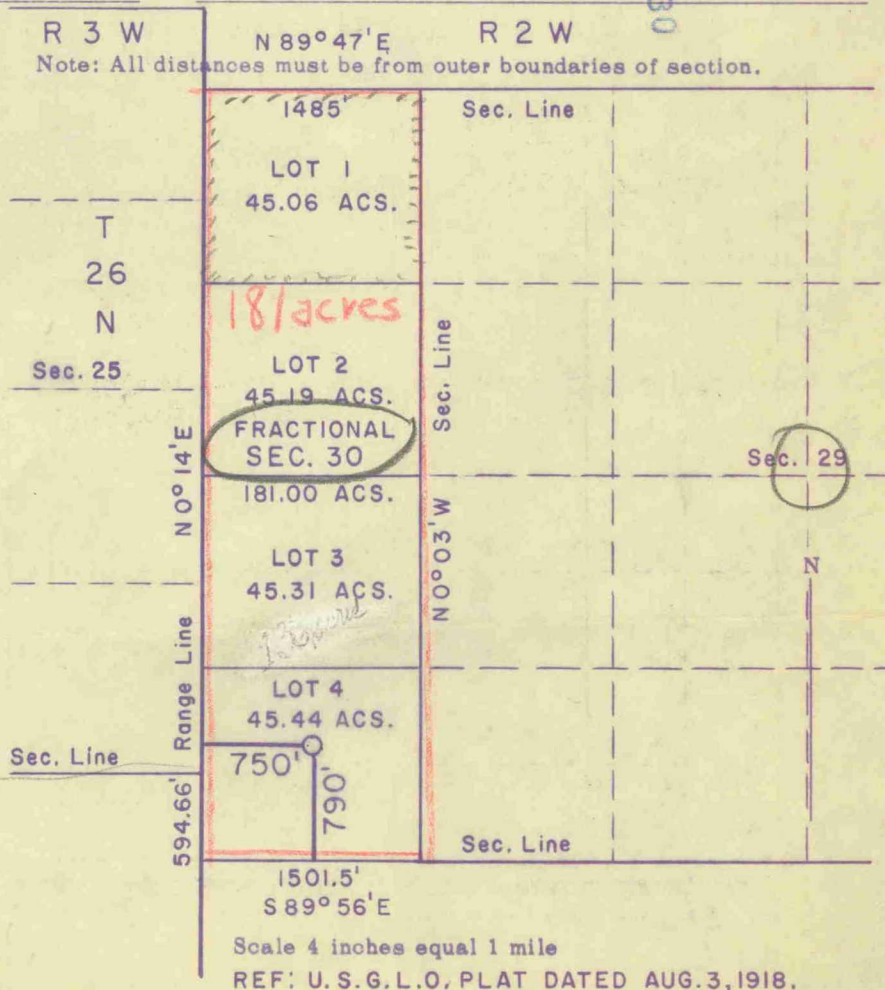 30
R 3 W
N 89°47'E
R 2 W
Note: All distances must be from outer boundaries of section.
1485'
Sec. Line
LOT 1
45.06 ACS.
T
26
N
181 acres
Sec. 25
LOT 2
45.19 ACS.
Sec. Line
FRACTIONAL
SEC. 30
Sec. 29
181.00 ACS.
N 0° 14' E
N 0° 03' W
LOT 3
45.31 ACS.
N
Range Line
LOT 4
45.44 ACS.
Sec. Line
750'
790'
594.66'
Sec. Line
1501.5'
S 89° 56' E
Scale 4 inches equal 1 mile
REF: U.S.G.L.O. PLAT DATED AUG. 3, 1918.